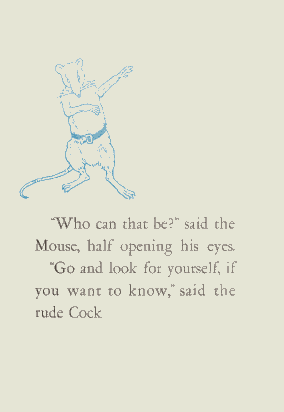 "Who can that be?" said the
Mouse, half opening his eyes.
"Go and look for yourself, if
you want to know," said the
rude Cock